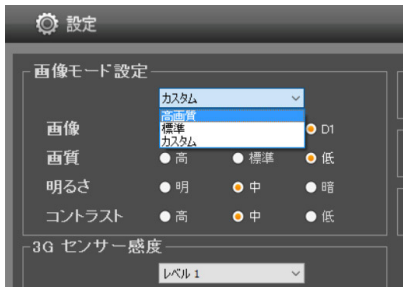 設定
画像モード設定
カスタム
高画質
標準
カスタム
画像 D1
画質 高 標準 低
明るさ 明 中 暗
コントラスト 高 中 低
3G センサー感度
レベル 1